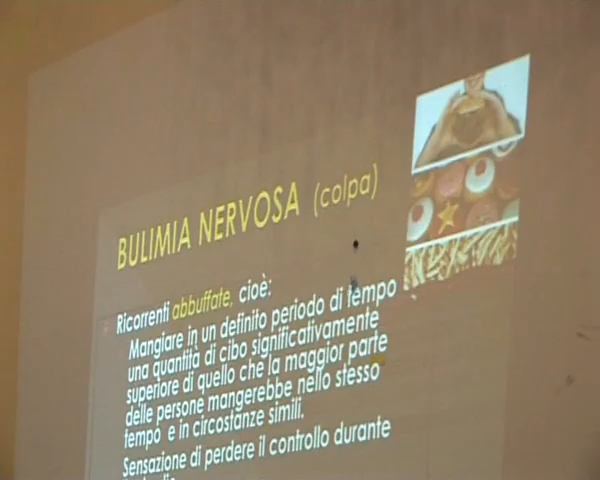 BULIMIA NERVOSA (colpa)
Ricorrenti abbuffate, cioè:
Mangiare in un definito periodo di tempo
una quantità di cibo significativamente
superiore di quello che la maggior parte
delle persone mangerebbe nello stesso
tempo e in circostanze simili.
Sensazione di perdere il controllo durante